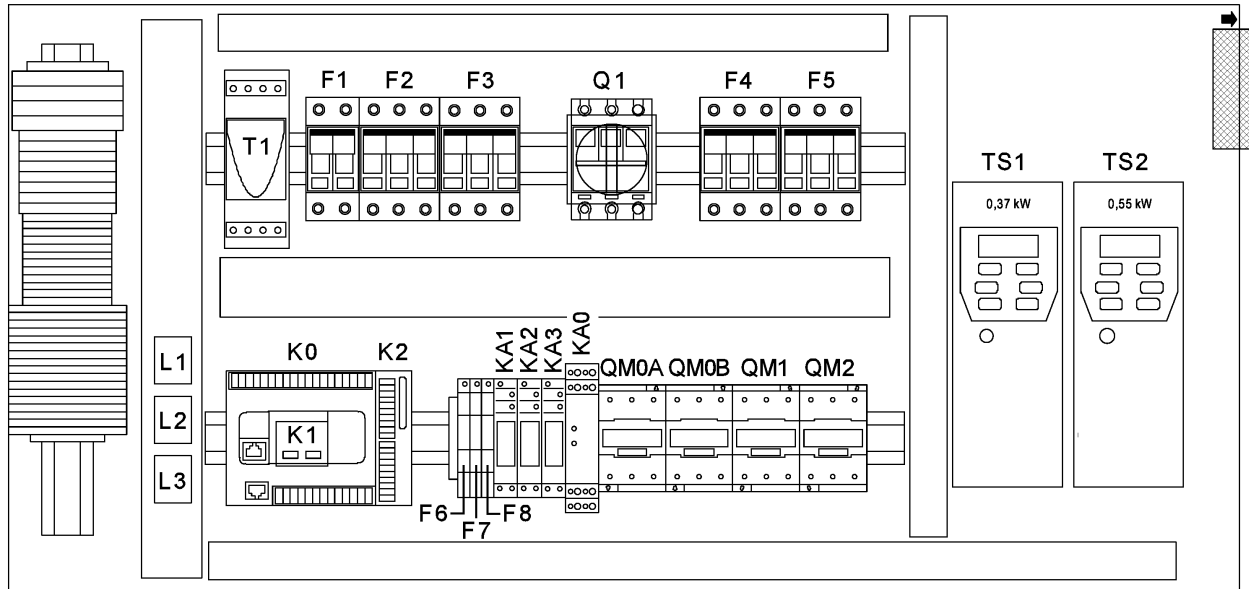 F1 F2 F3 Q1 F4 F5
T1
TS1 TS2
0,37 kW 0,55 kW
KA1 KA2 KA3 KA0
L1 K0 K2 QM0A QM0B QM1 QM2
L2 K1
L3
F6 F7 F8